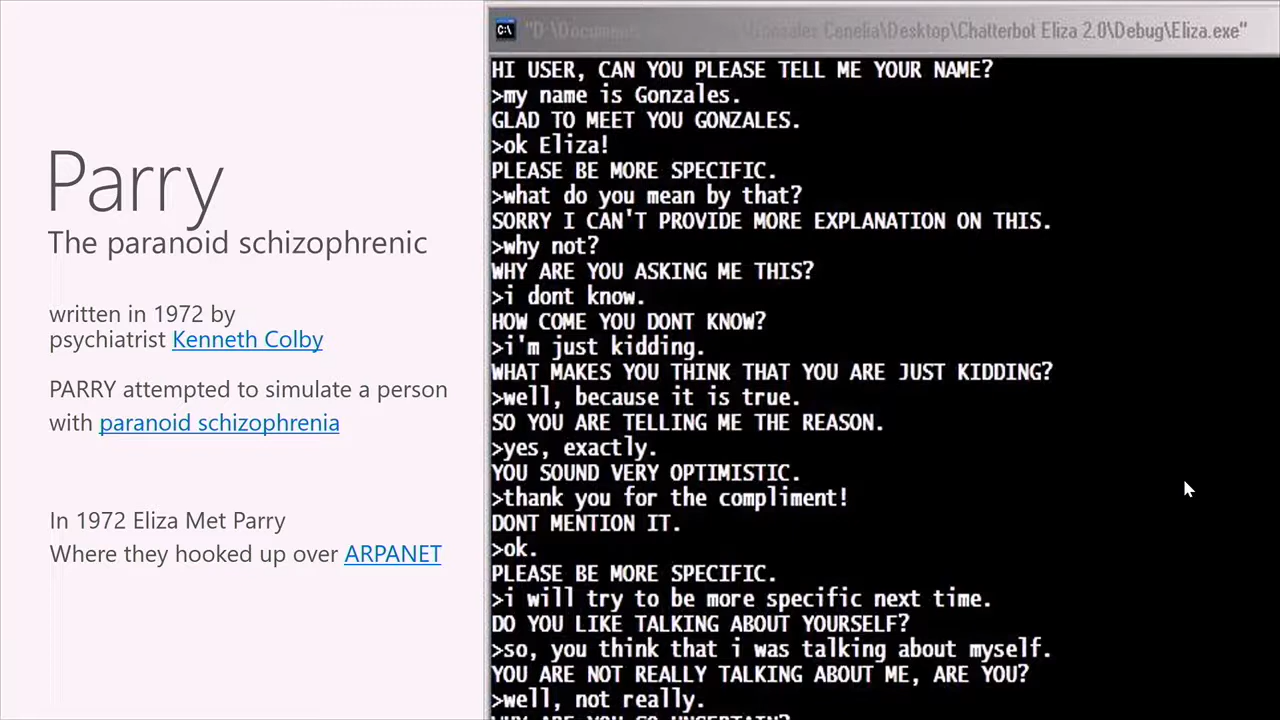 Parry
The paranoid schizophrenic
written in 1972 by
psychiatrist Kenneth Colby
PARRY attempted to simulate a person
with paranoid schizophrenia
In 1972 Eliza Met Parry
Where they hooked up over ARPANET
"D:\Documents Gonzales Cenelia\Desktop\Chatterbot Eliza 2.0\Debug\Eliza.exe"
HI USER, CAN YOU PLEASE TELL ME YOUR NAME?
>my name is Gonzales.
GLAD TO MEET YOU GONZALES.
>ok Eliza!
PLEASE BE MORE SPECIFIC.
>what do you mean by that?
SORRY I CAN'T PROVIDE MORE EXPLANATION ON THIS.
>why not?
WHY ARE YOU ASKING ME THIS?
>i dont know.
HOW COME YOU DONT KNOW?
>i'm just kidding.
WHAT MAKES YOU THINK THAT YOU ARE JUST KIDDING?
>well, because it is true.
SO YOU ARE TELLING ME THE REASON.
>yes, exactly.
YOU SOUND VERY OPTIMISTIC.
>thank you for the compliment!
DONT MENTION IT.
>ok.
PLEASE BE MORE SPECIFIC.
>i will try to be more specific next time.
DO YOU LIKE TALKING ABOUT YOURSELF?
>so, you think that i was talking about myself.
YOU ARE NOT REALLY TALKING ABOUT ME, ARE YOU?
>well, not really.
WHY ARE YOU SO UNCERTAIN?